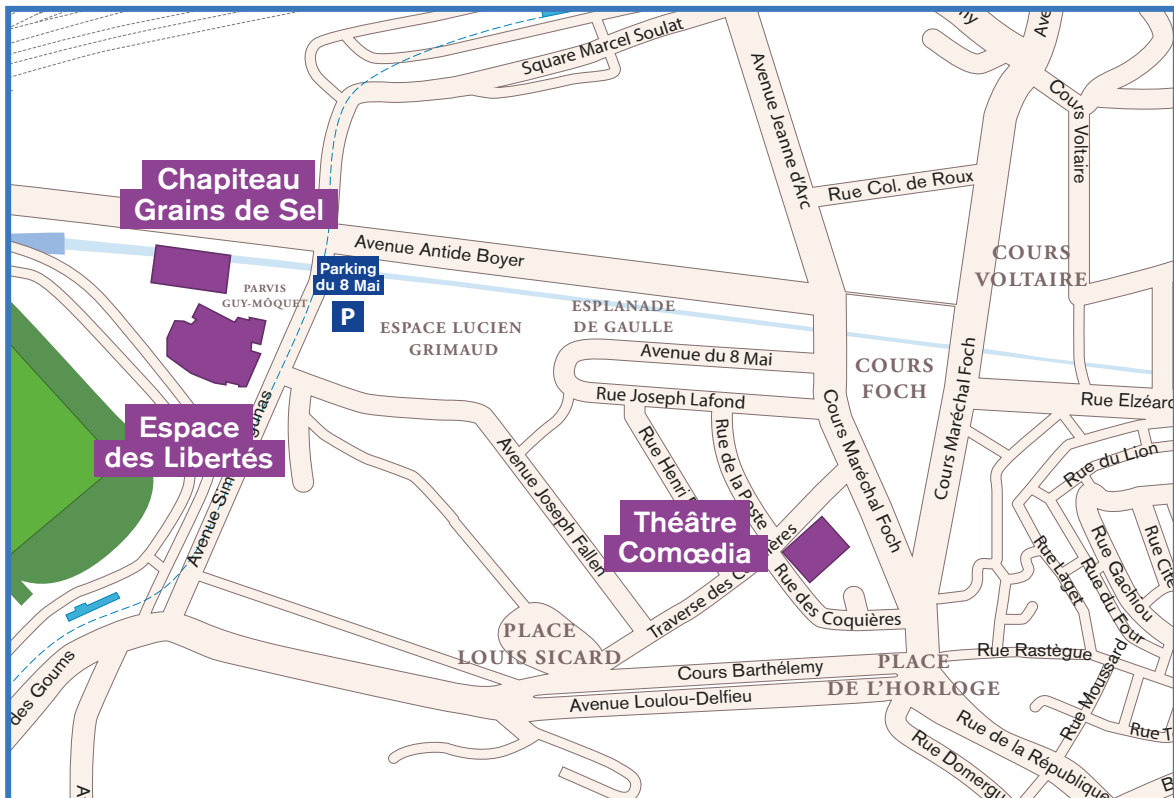 Square Marcel Soulat
Avenue Jeanne d'Arc
Cours Voltaire
Rue Col. de Roux
Chapiteau
Grains de Sel
Avenue Antide Boyer
COURS
VOLTAIRE
Parking
du 8 Mai
P
PARVIS
GUY-MÔQUET
ESPACE LUCIEN
GRIMAUD
ESPLANADE
DE GAULLE
Avenue du 8 Mai
COURS
FOCH
Cours Maréchal Foch
Rue Joseph Lafond
Cours Maréchal Foch
Rue Elzéard
Espace
des Libertés
Avenue
Avenue Joseph Fallen
Rue Henri
Rue de la Poste
Rue du Lion
Théâtre
Comœdia
Traverse des
Rue des Coquières
Rue Laget
Rue Gachiou
Rue du Four
PLACE
LOUIS SICARD
Cours Barthélemy
Avenue Loulou-Delfieu
PLACE
DE L'HORLOGE
Rue Rastègue
Rue Moussard
des Goums
Rue de la République
Rue